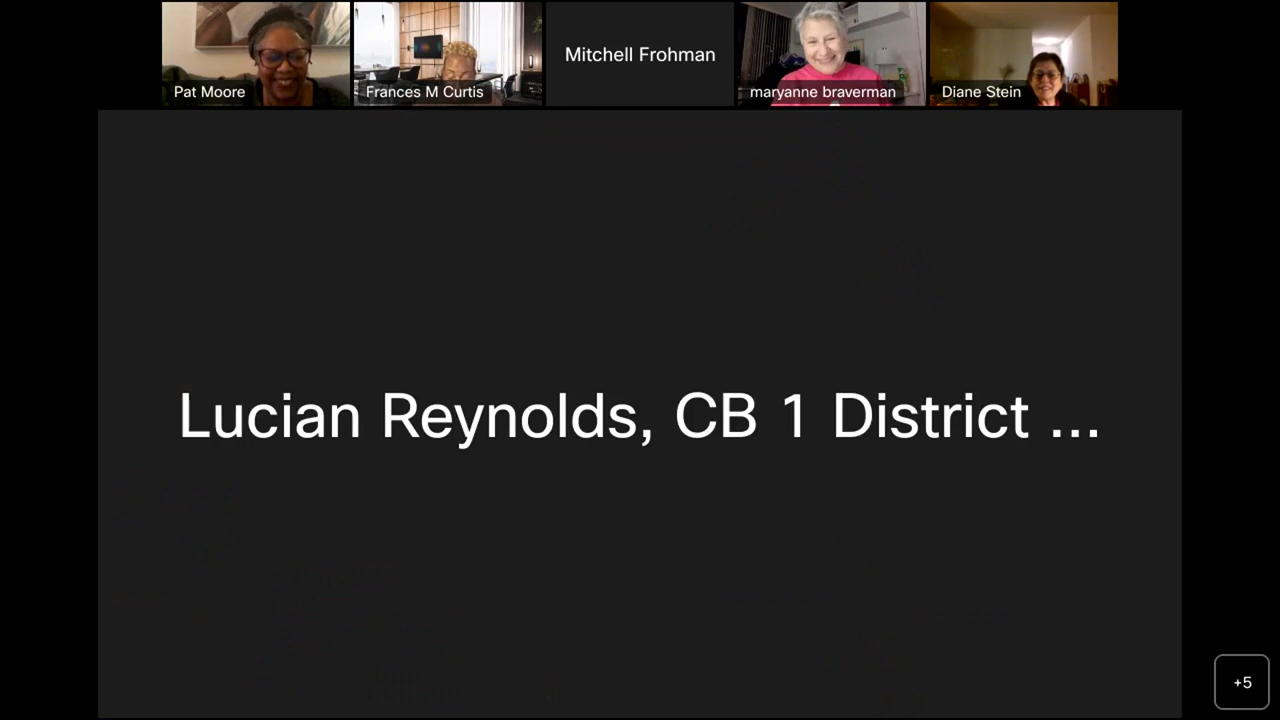 Pat Moore
Frances M Curtis
Mitchell Frohman
maryanne braverman
Diane Stein
Lucian Reynolds, CB 1 District ...
+5